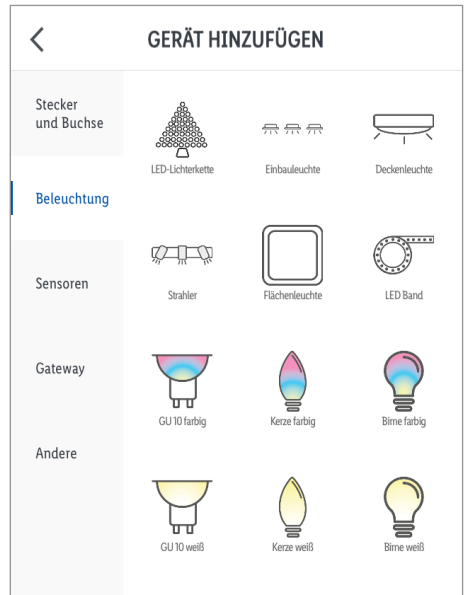 GERÄT HINZUFÜGEN
Stecker
und Buchse
Beleuchtung
Sensoren
Gateway
Andere
LED-Lichterkette
Einbauleuchte
Deckenleuchte
Strahler
Flächenleuchte
LED Band
GU 10 farbig
Kerze farbig
Birne farbig
GU 10 weiß
Kerze weiß
Birne weiß